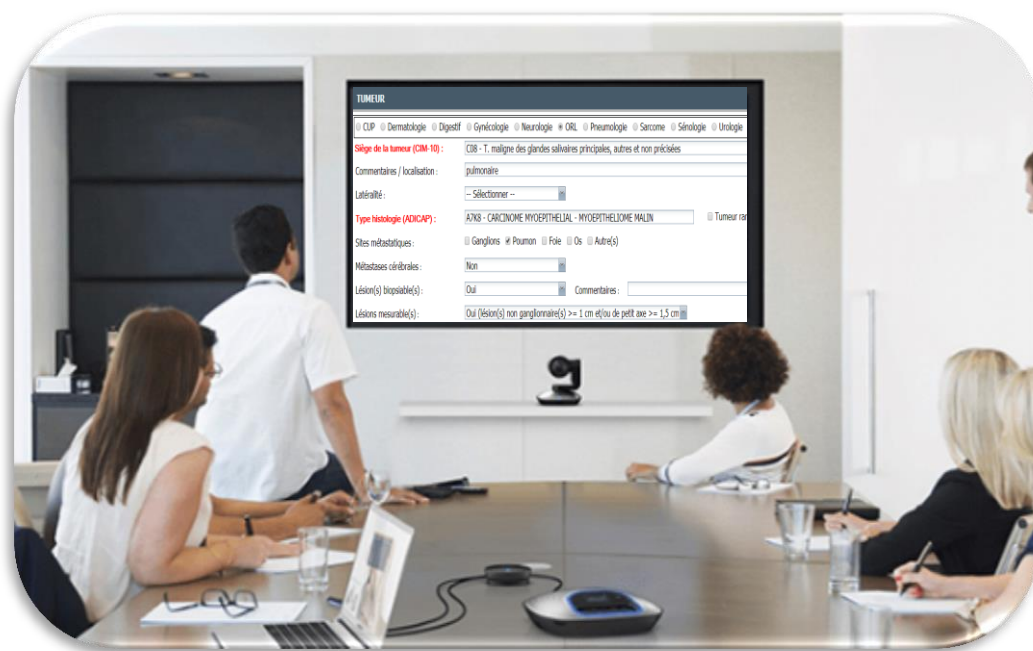 TUMEUR
CUP Dermatologie Digestif Gynécologie Neurologie ORL Pneumologie Sarcome Sénologie Urologie
Siège de la tumeur (CIM-10) : C08 - T. maligne des glandes salivaires principales, autres et non précisées
Commentaires / localisation : pulmonaire
Latéralité : -- Sélectionner --
Type histologie (ADICAP) : A7K8 - CARCINOME MYOEPITHELIAL - MYOEPITHELIOME MALIN Tumeur rar
Sites métastatiques : Ganglions Poumon Foie Os Autre(s)
Métastases cérébrales : Non
Lésion(s) biopsiable(s) : Oui Commentaires :
Lésions mesurable(s) : Oui (lésion(s) non ganglionnaire(s) >= 1 cm et/ou de petit axe >= 1,5 cm